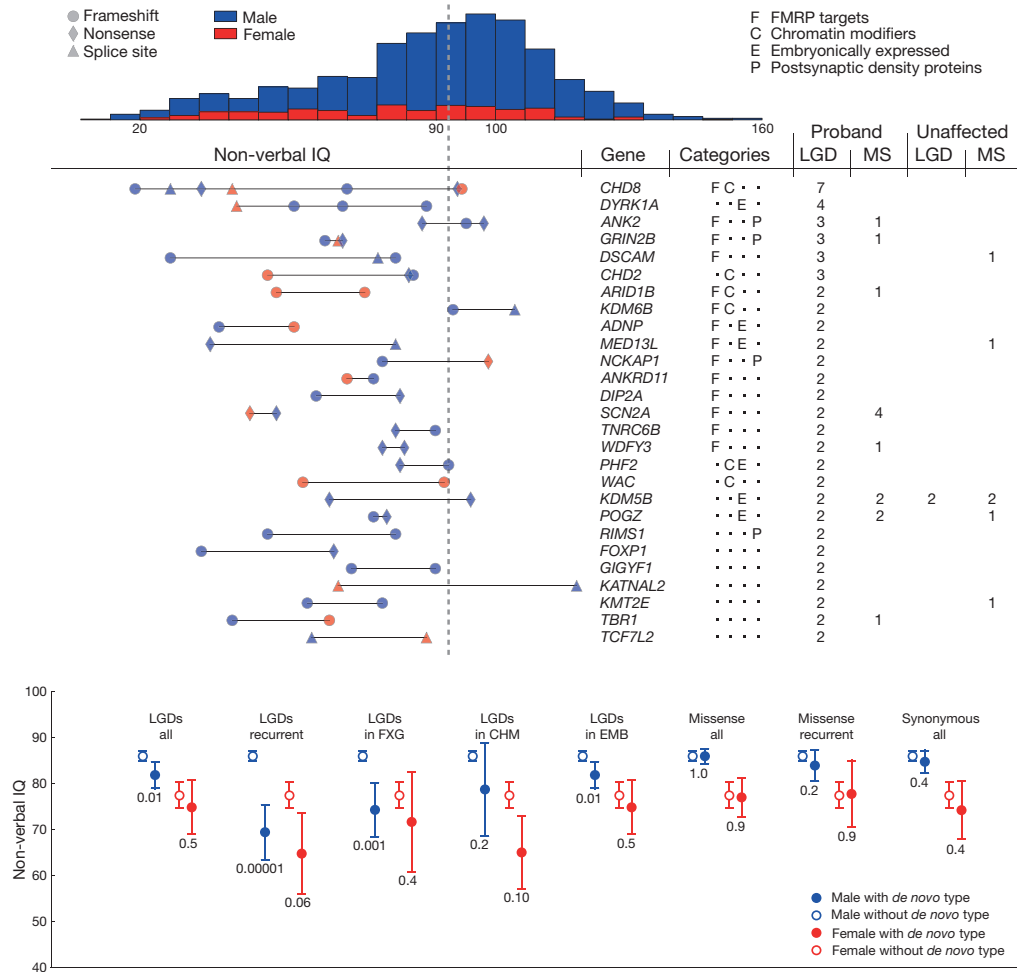 Frameshift
Nonsense
Splice site
Male
Female
F FMRP targets
C Chromatin modifiers
E Embryonically expressed
P Postsynaptic density proteins
20 90 100 160
Proband Unaffected
Non-verbal IQ Gene Categories LGD MS LGD MS
CHD8 F C · · 7
DYRK1A · · E · 4
ANK2 F · · P 3 1
GRIN2B F · · P 3 1
DSCAM F · · · 3 1
CHD2 · C · · 3
ARID1B F C · · 2 1
KDM6B F C · · 2
ADNP F · E · 2
MED13L F · E · 2 1
NCKAP1 F · · P 2
ANKRD11 F · · · 2
DIP2A F · · · 2
SCN2A F · · · 2 4
TNRC6B F · · · 2
WDFY3 F · · · 2 1
PHF2 · C E · 2
WAC · C · · 2
KDM5B · · E · 2 2 2 2
POGZ · · E · 2 2 1
RIMS1 · · · P 2
FOXP1 · · · · 2
GIGYF1 · · · · 2
KATNAL2 · · · · 2
KMT2E · · · · 2 1
TBR1 · · · · 2 1
TCF7L2 · · · · 2
Non-verbal IQ
100
90
80
70
60
50
40
LGDs all
0.01
0.5
LGDs recurrent
0.00001
0.06
LGDs in FXG
0.001
0.4
LGDs in CHM
0.2
0.10
LGDs in EMB
0.01
0.5
Missense all
1.0
0.9
Missense recurrent
0.2
0.9
Synonymous all
0.4
0.4
Male with de novo type
Male without de novo type
Female with de novo type
Female without de novo type